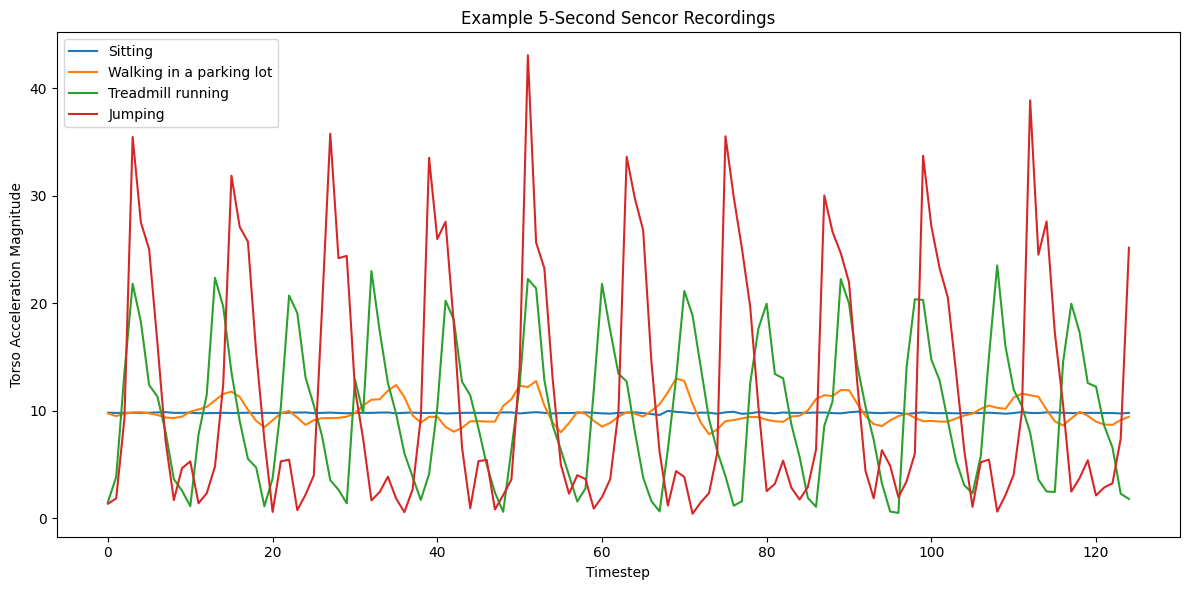 Example 5-Second Sencor Recordings
Sitting
Walking in a parking lot
Treadmill running
Jumping
Torso Acceleration Magnitude
40
30
20
10
0
0 20 40 60 80 100 120
Timestep